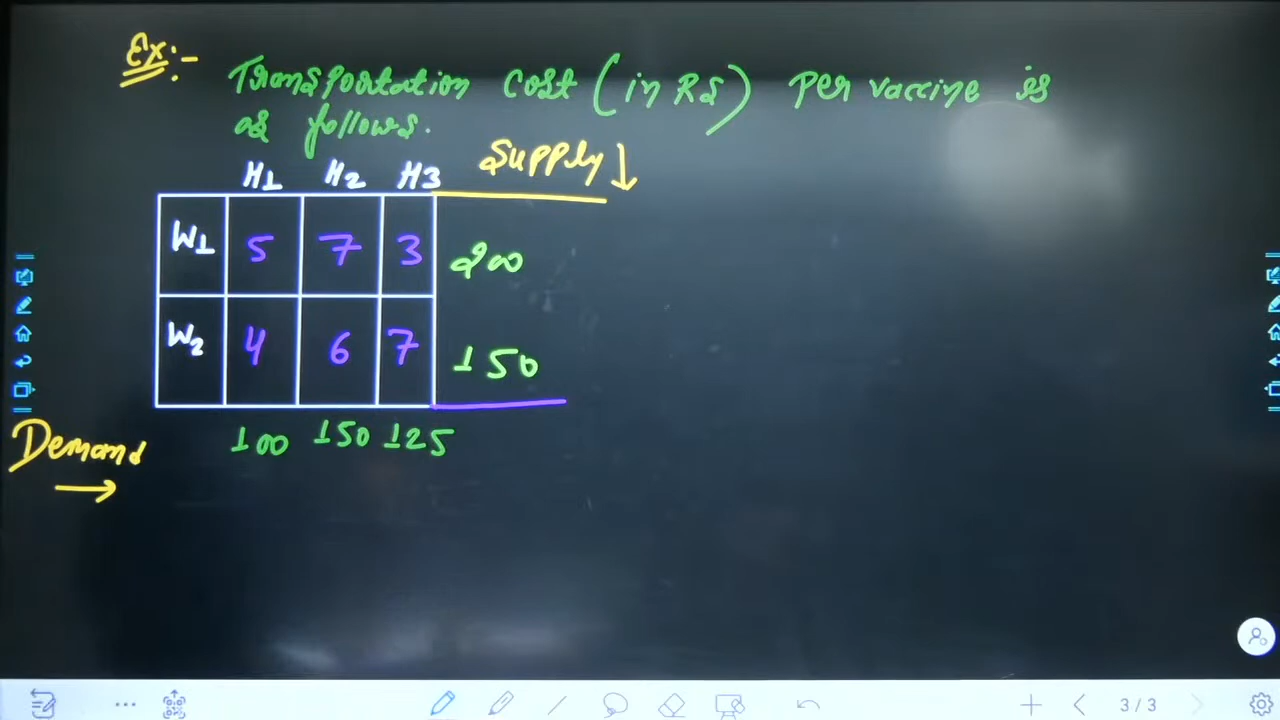 Ex:-
Transportation cost (in RS) per vaccine is
as follows.
Supply ↓
H1 H2 H3
W1 5 7 3 200
W2 4 6 7 150
Demand → 100 150 125
3/3